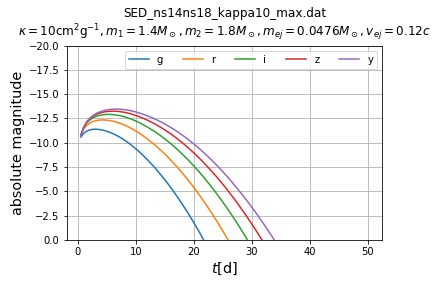 SED_ns14ns18_kappa10_max.dat
κ = 10cm²g⁻¹, m₁ = 1.4M⊙, m₂ = 1.8M⊙, mₑⱼ = 0.0476M⊙, vₑⱼ = 0.12c
g r i z y
−20.0
−17.5
−15.0
−12.5
−10.0
−7.5
−5.0
−2.5
0.0
absolute magnitude
0 10 20 30 40 50
t[d]